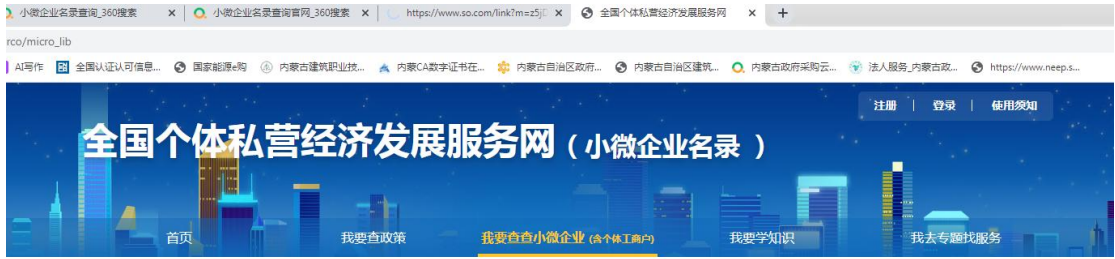 小微企业名录查询_360搜索 小微企业名录查询官网_360搜索 https://www.so.com/link?m=z5j 全国个体私营经济发展服务网
rco/micro_lib
AI写作 全国认证认可信息... 国家能源e购 内蒙古建筑职业技... 内蒙CA数字证书在... 内蒙古自治区政府... 内蒙古自治区建筑... 内蒙古政府采购云... 法人服务_内蒙古政... https://www.neep.s...
注册 | 登录 | 使用须知
全国个体私营经济发展服务网（小微企业名录）
首页 我要查政策 我要查查小微企业 (含个体工商户) 我要学知识 我去专题找服务